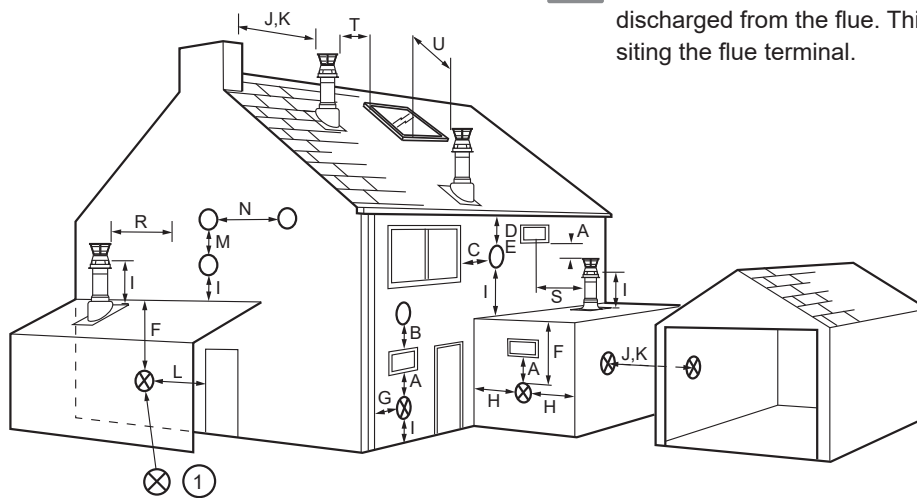 discharged from the flue. Thi
siting the flue terminal.
J,K
T
U
N
R
M
I
I
F
L
1
D
E
C
A
I
S
I
B
A
G
I
F
A
H
H
J,K